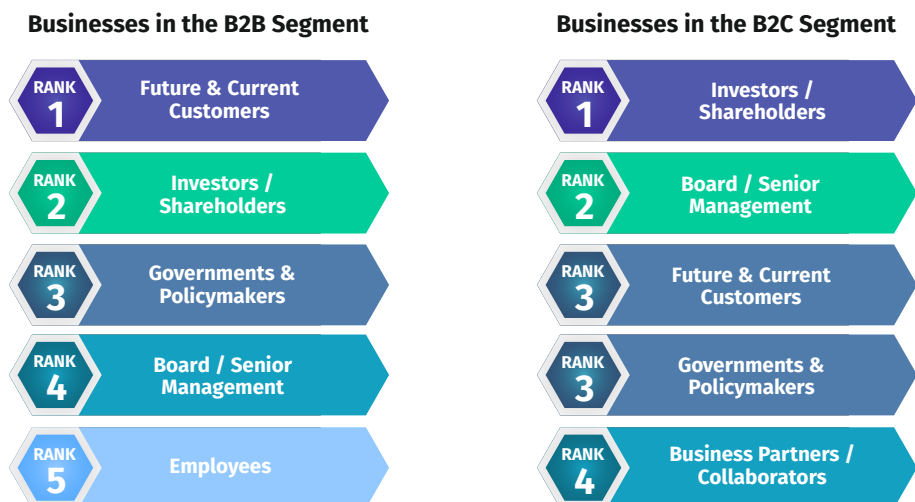 Businesses in the B2B Segment
RANK
1
Future & Current
Customers
RANK
2
Investors /
Shareholders
RANK
3
Governments &
Policymakers
RANK
4
Board / Senior
Management
RANK
5
Employees
Businesses in the B2C Segment
RANK
1
Investors /
Shareholders
RANK
2
Board / Senior
Management
RANK
3
Future & Current
Customers
RANK
3
Governments &
Policymakers
RANK
4
Business Partners /
Collaborators